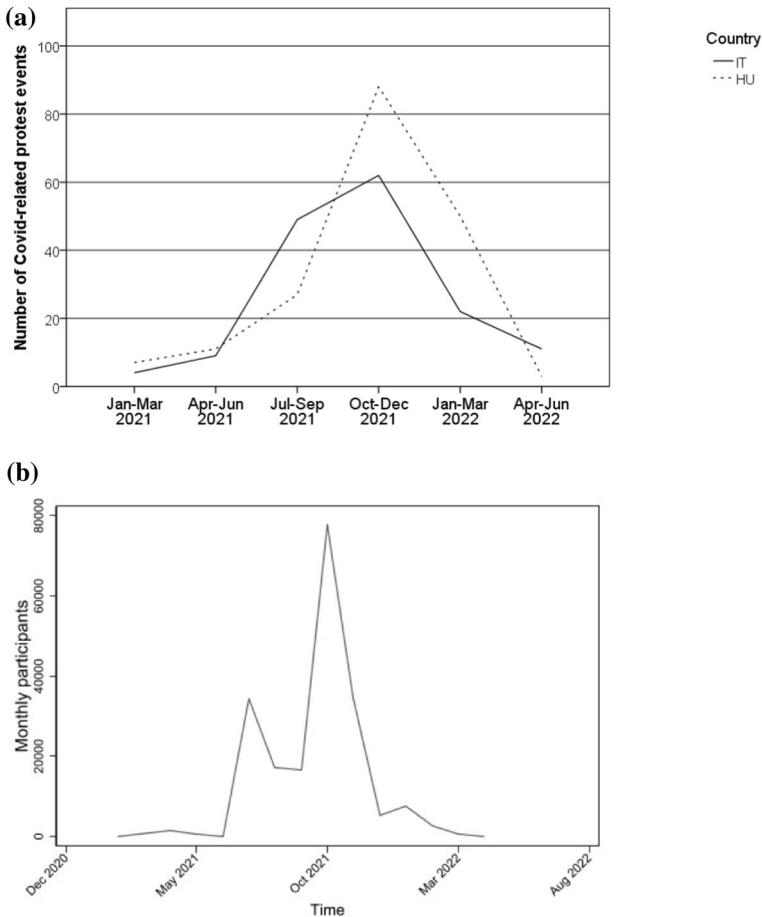 (a)
Number of Covid-related protest events
100
80
60
40
20
0
Jan-Mar 2021
Apr-Jun 2021
Jul-Sep 2021
Oct-Dec 2021
Jan-Mar 2022
Apr-Jun 2022
Country
IT
HU
(b)
Monthly participants
80000
60000
40000
20000
0
Dec 2020
May 2021
Oct 2021
Mar 2022
Aug 2022
Time